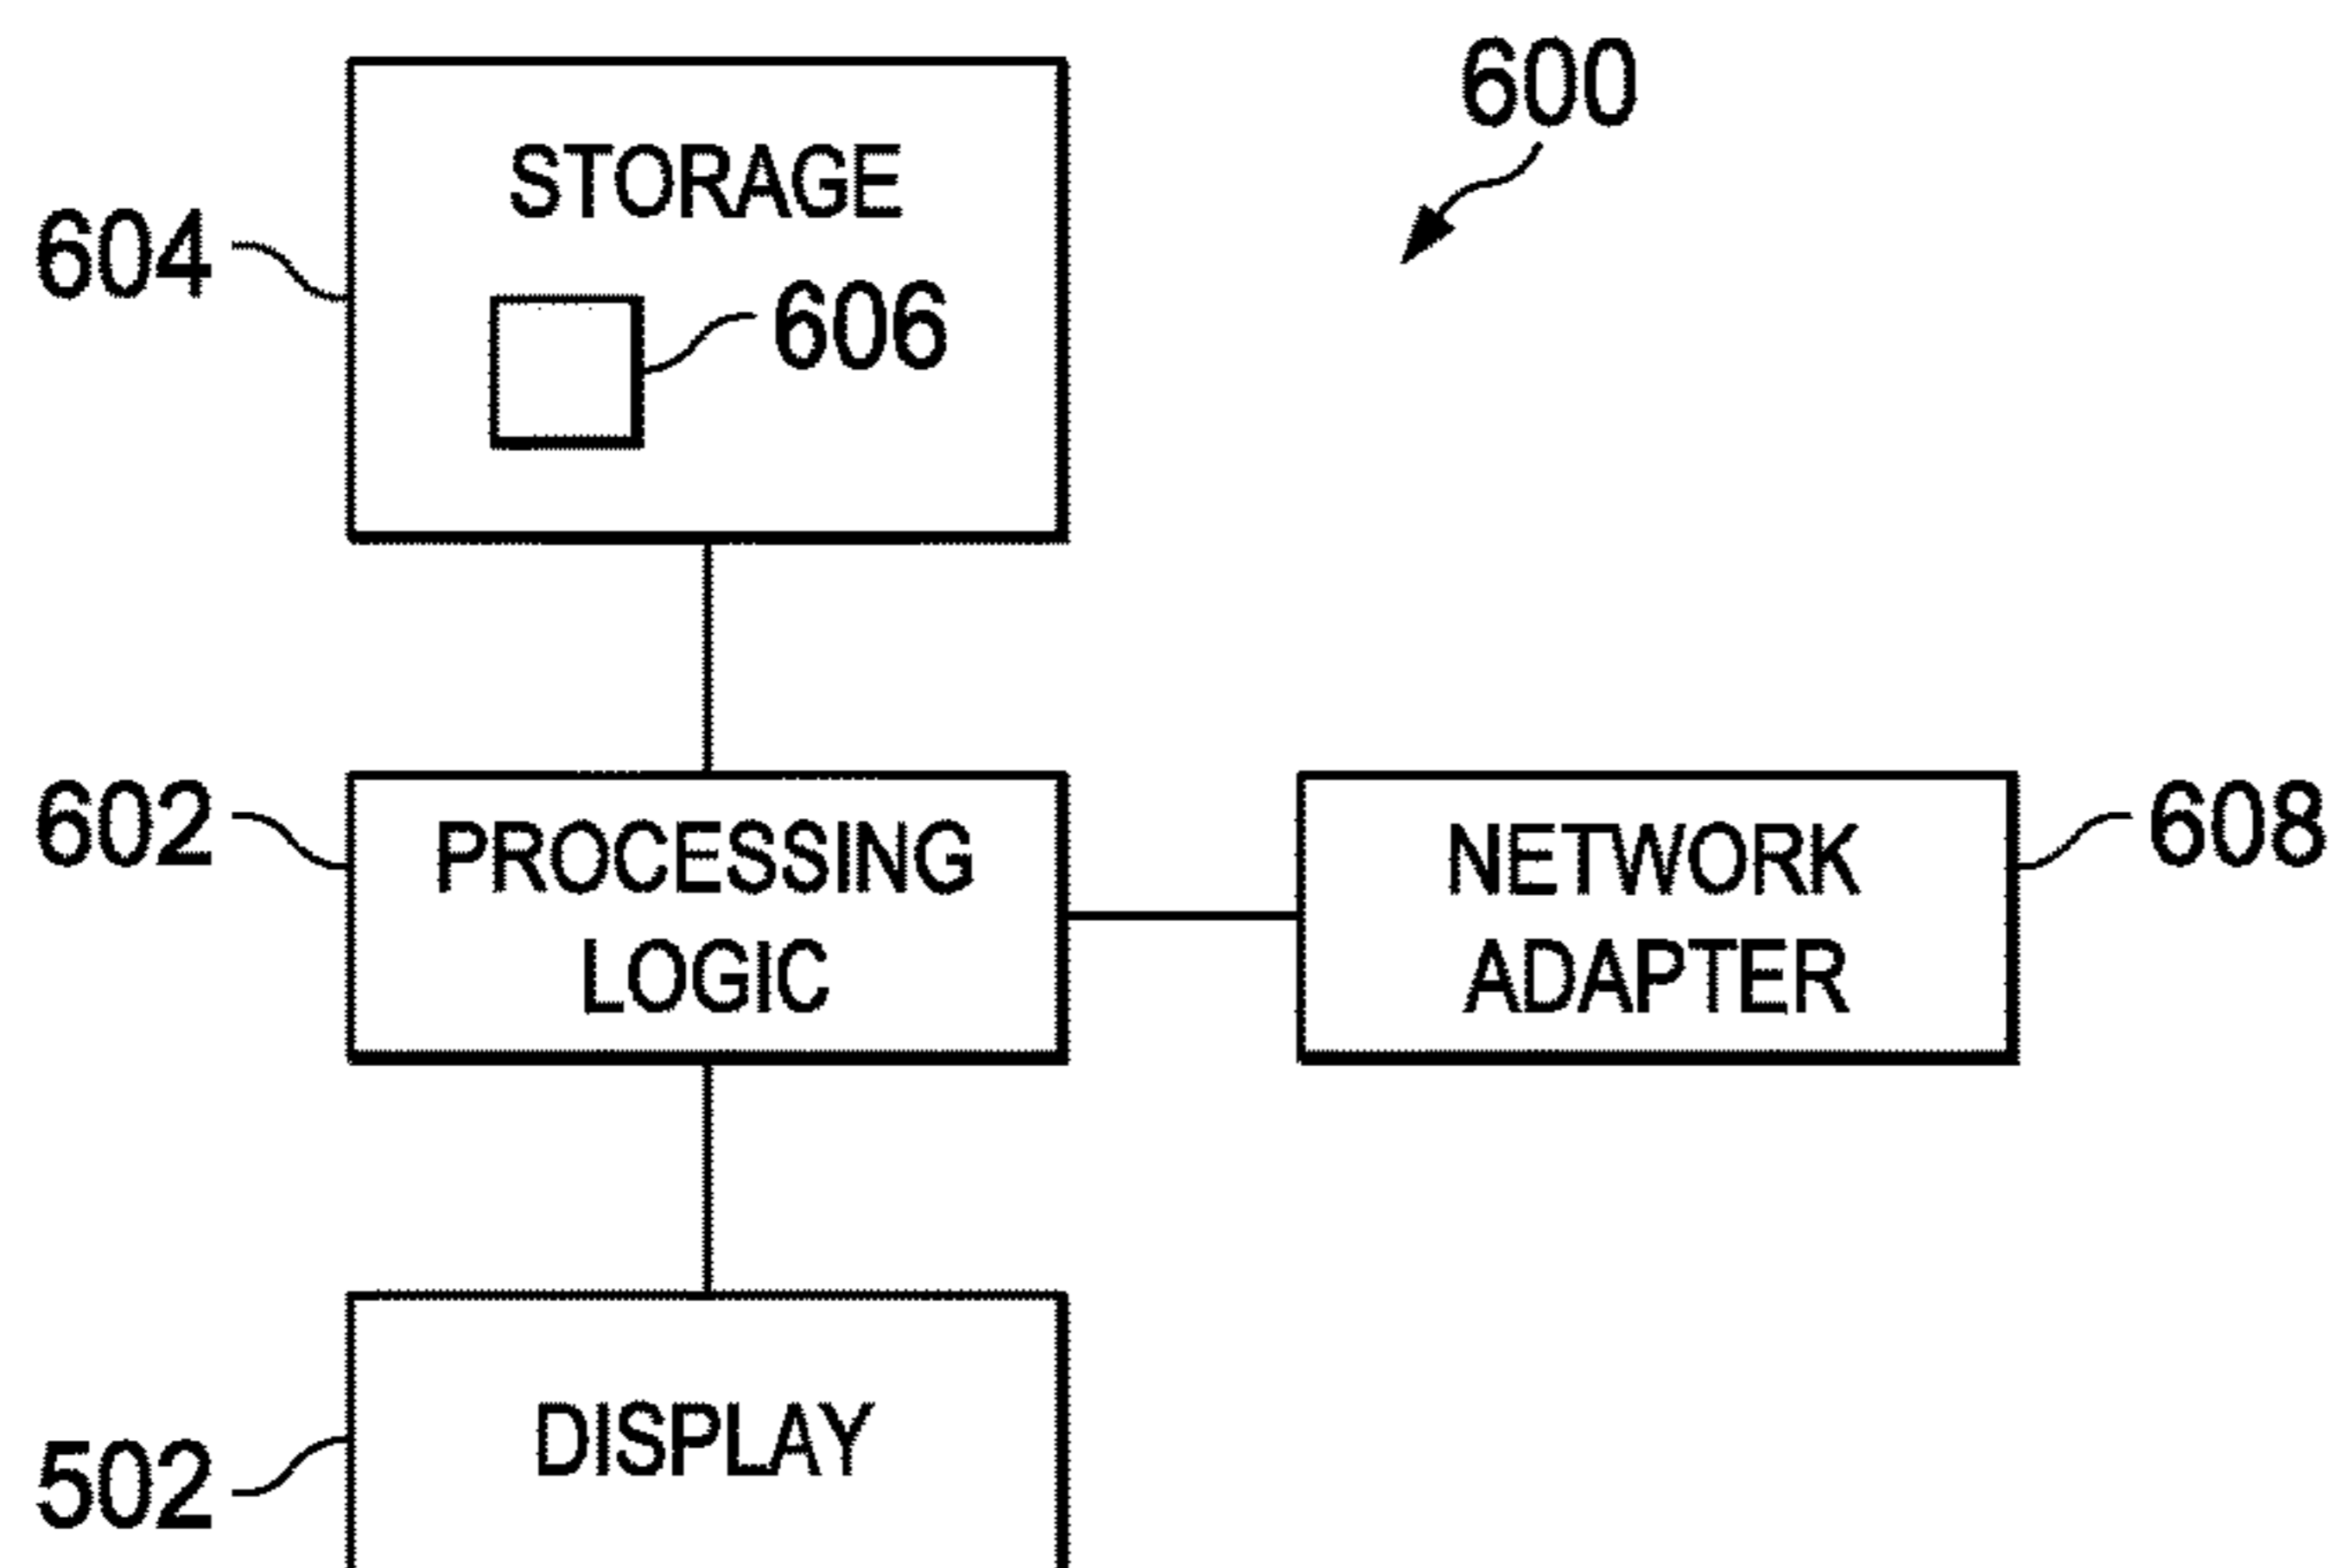 600
STORAGE
604
606
602
PROCESSING
LOGIC
NETWORK
ADAPTER
608
DISPLAY
502